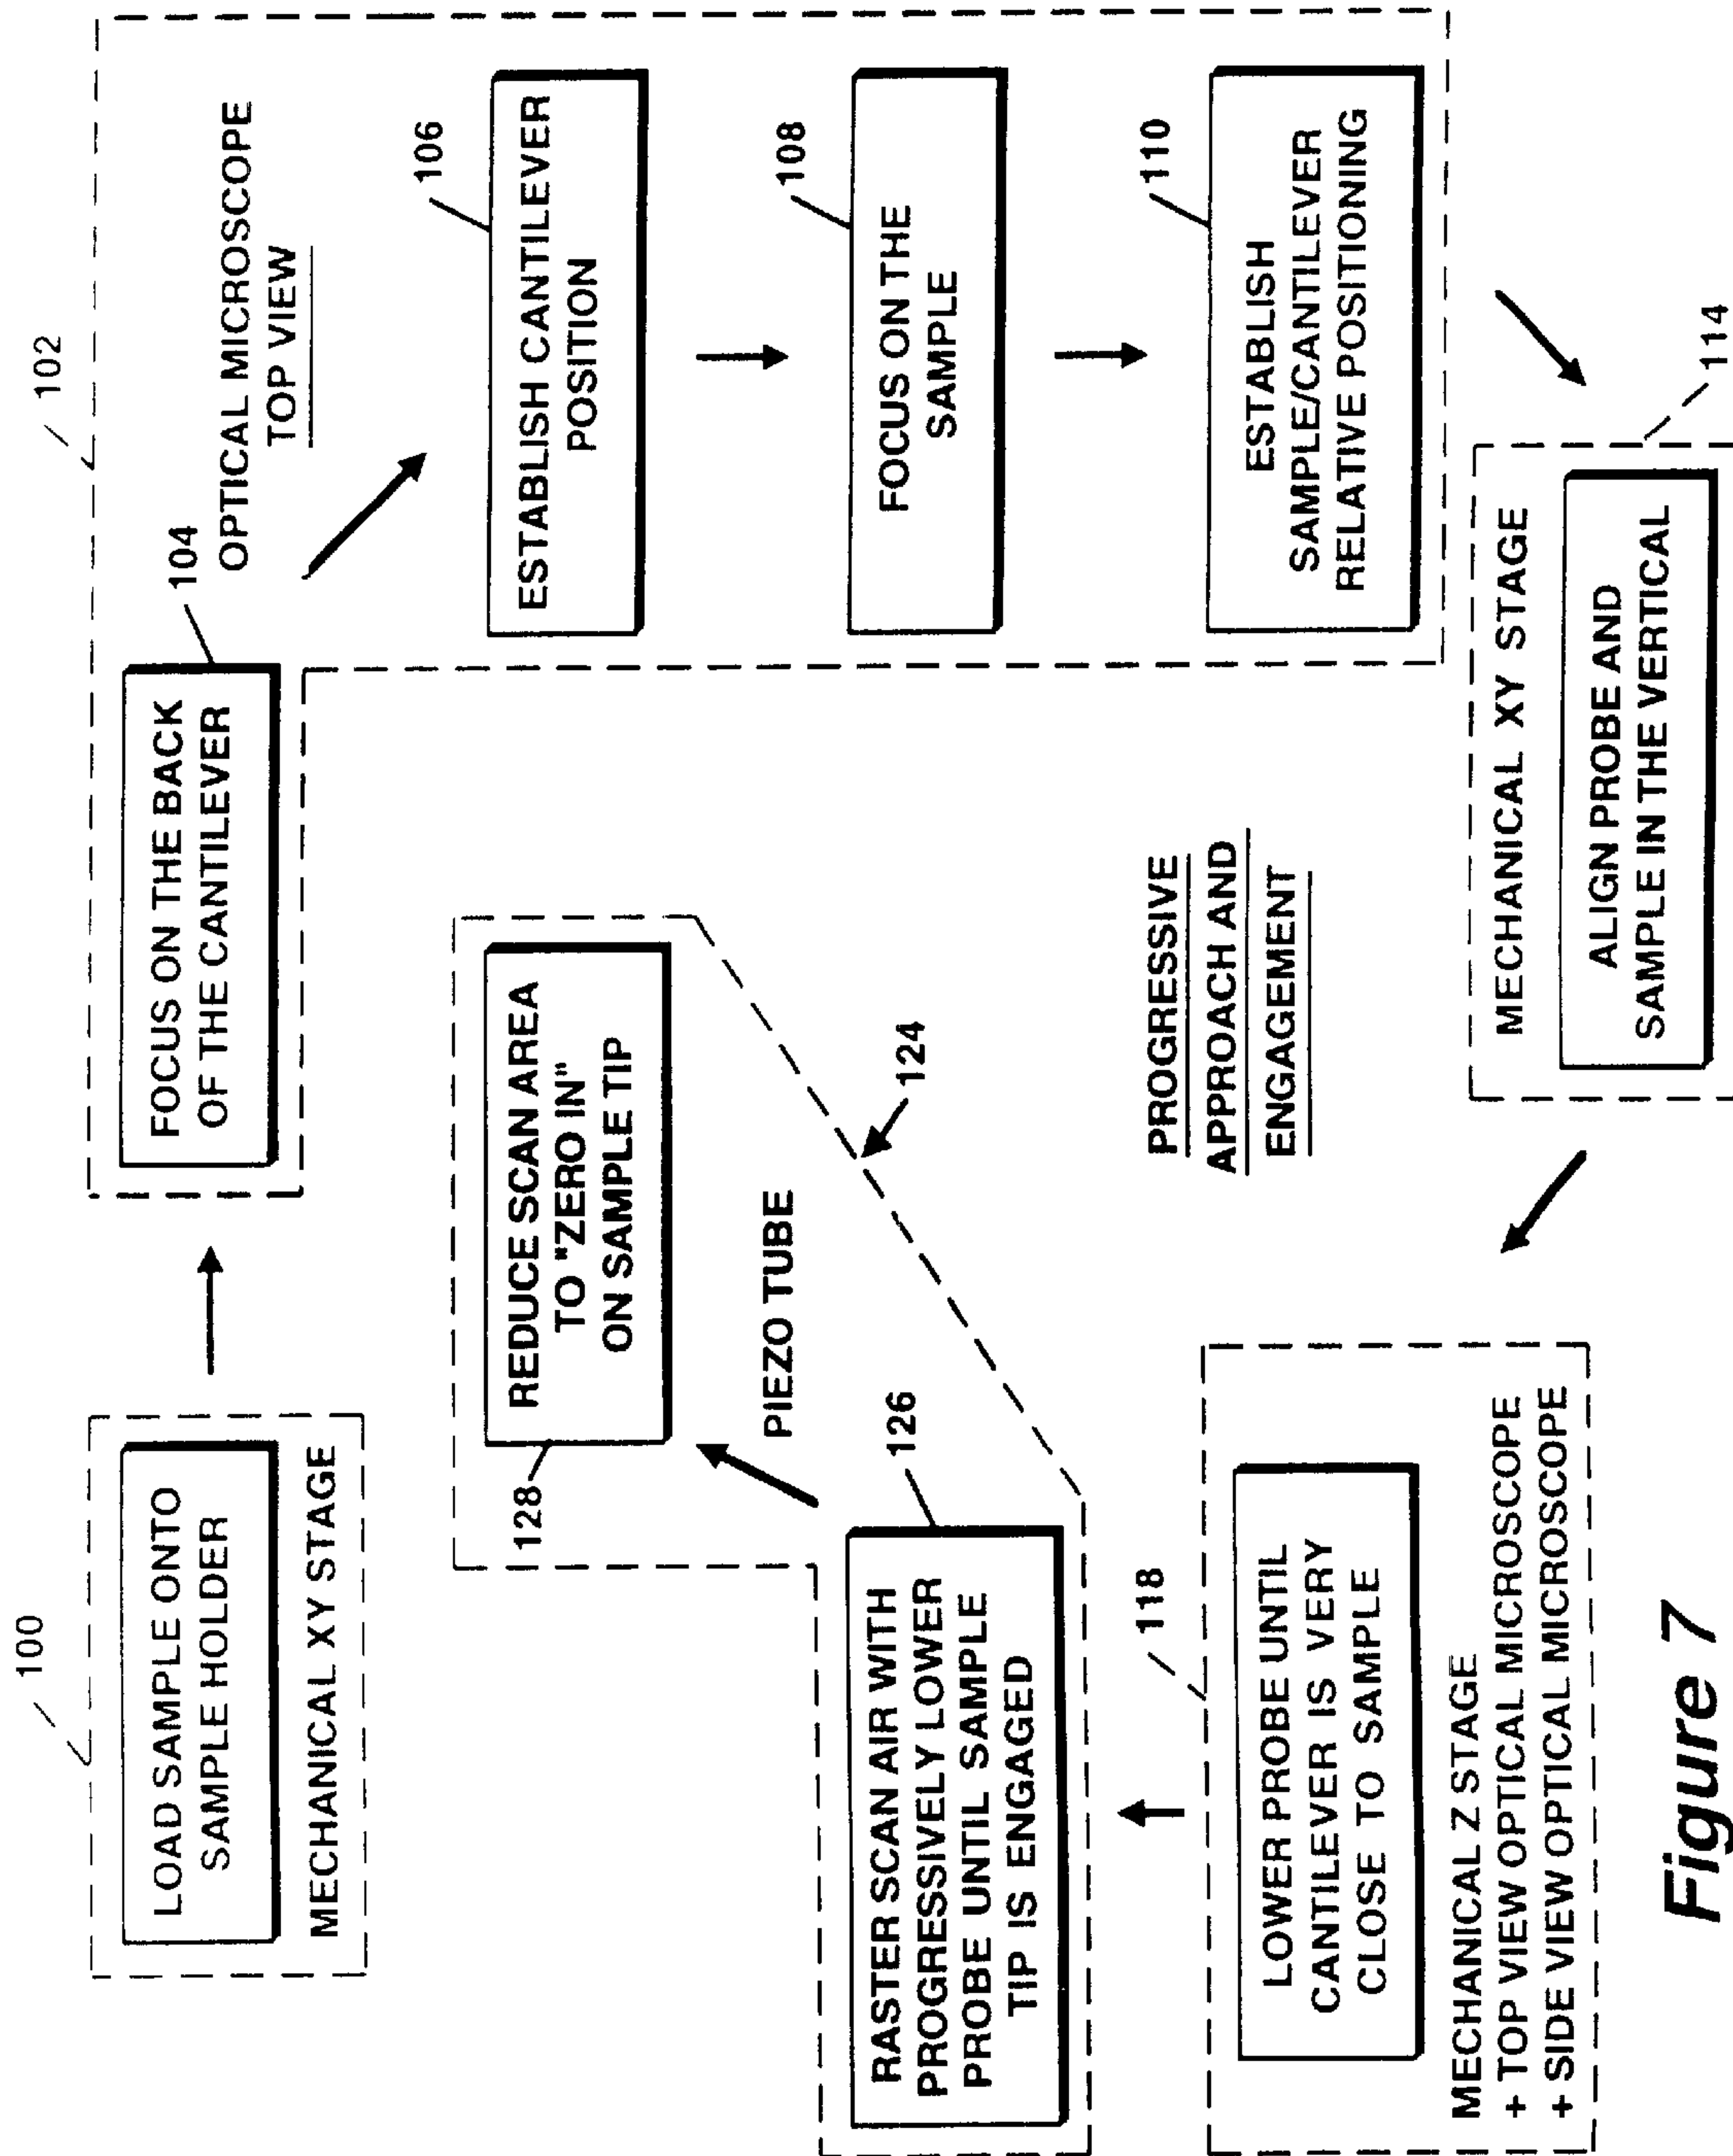 100
LOAD SAMPLE ONTO
SAMPLE HOLDER
MECHANICAL XY STAGE
102
104
FOCUS ON THE BACK
OF THE CANTILEVER
OPTICAL MICROSCOPE
TOP VIEW
106
ESTABLISH CANTILEVER
POSITION
108
FOCUS ON THE
SAMPLE
110
ESTABLISH
SAMPLE/CANTILEVER
RELATIVE POSITIONING
114
MECHANICAL XY STAGE
ALIGN PROBE AND
SAMPLE IN THE VERTICAL
PROGRESSIVE
APPROACH AND
ENGAGEMENT
118
LOWER PROBE UNTIL
CANTILEVER IS VERY
CLOSE TO SAMPLE
MECHANICAL Z STAGE
+ TOP VIEW OPTICAL MICROSCOPE
+ SIDE VIEW OPTICAL MICROSCOPE
124
126
RASTER SCAN AIR WITH
PROGRESSIVELY LOWER
PROBE UNTIL SAMPLE
TIP IS ENGAGED
PIEZO TUBE
128
REDUCE SCAN AREA
TO "ZERO IN"
ON SAMPLE TIP
Figure 7